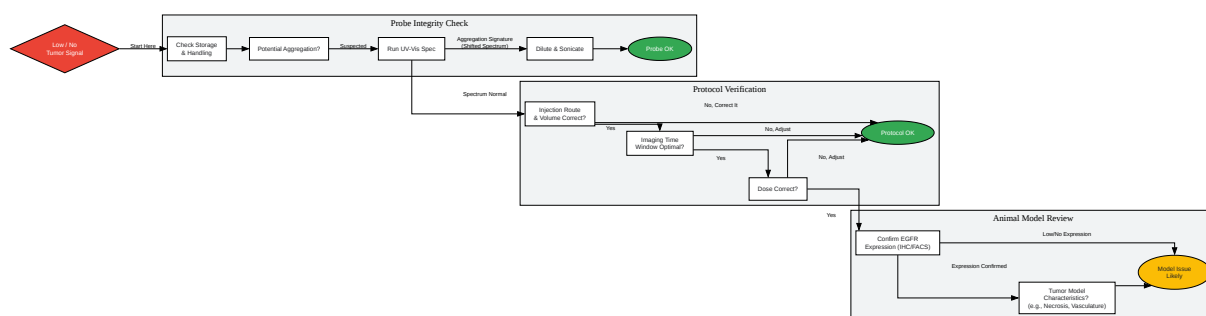 Probe Integrity Check
Low / No
Tumor Signal
Start Here
Check Storage
& Handling
Potential Aggregation?
Suspected
Run UV-Vis Spec
Aggregation Signature
(Shifted Spectrum)
Dilute & Sonicate
Probe OK
Spectrum Normal
Protocol Verification
Injection Route
& Volume Correct?
No, Correct It
Yes
Imaging Time
Window Optimal?
No, Adjust
Protocol OK
Yes
No, Adjust
Dose Correct?
Yes
Animal Model Review
Confirm EGFR
Expression (IHC/FACS)
Low/No Expression
Expression Confirmed
Model Issue
Likely
Tumor Model
Characteristics?
(e.g., Necrosis, Vasculature)